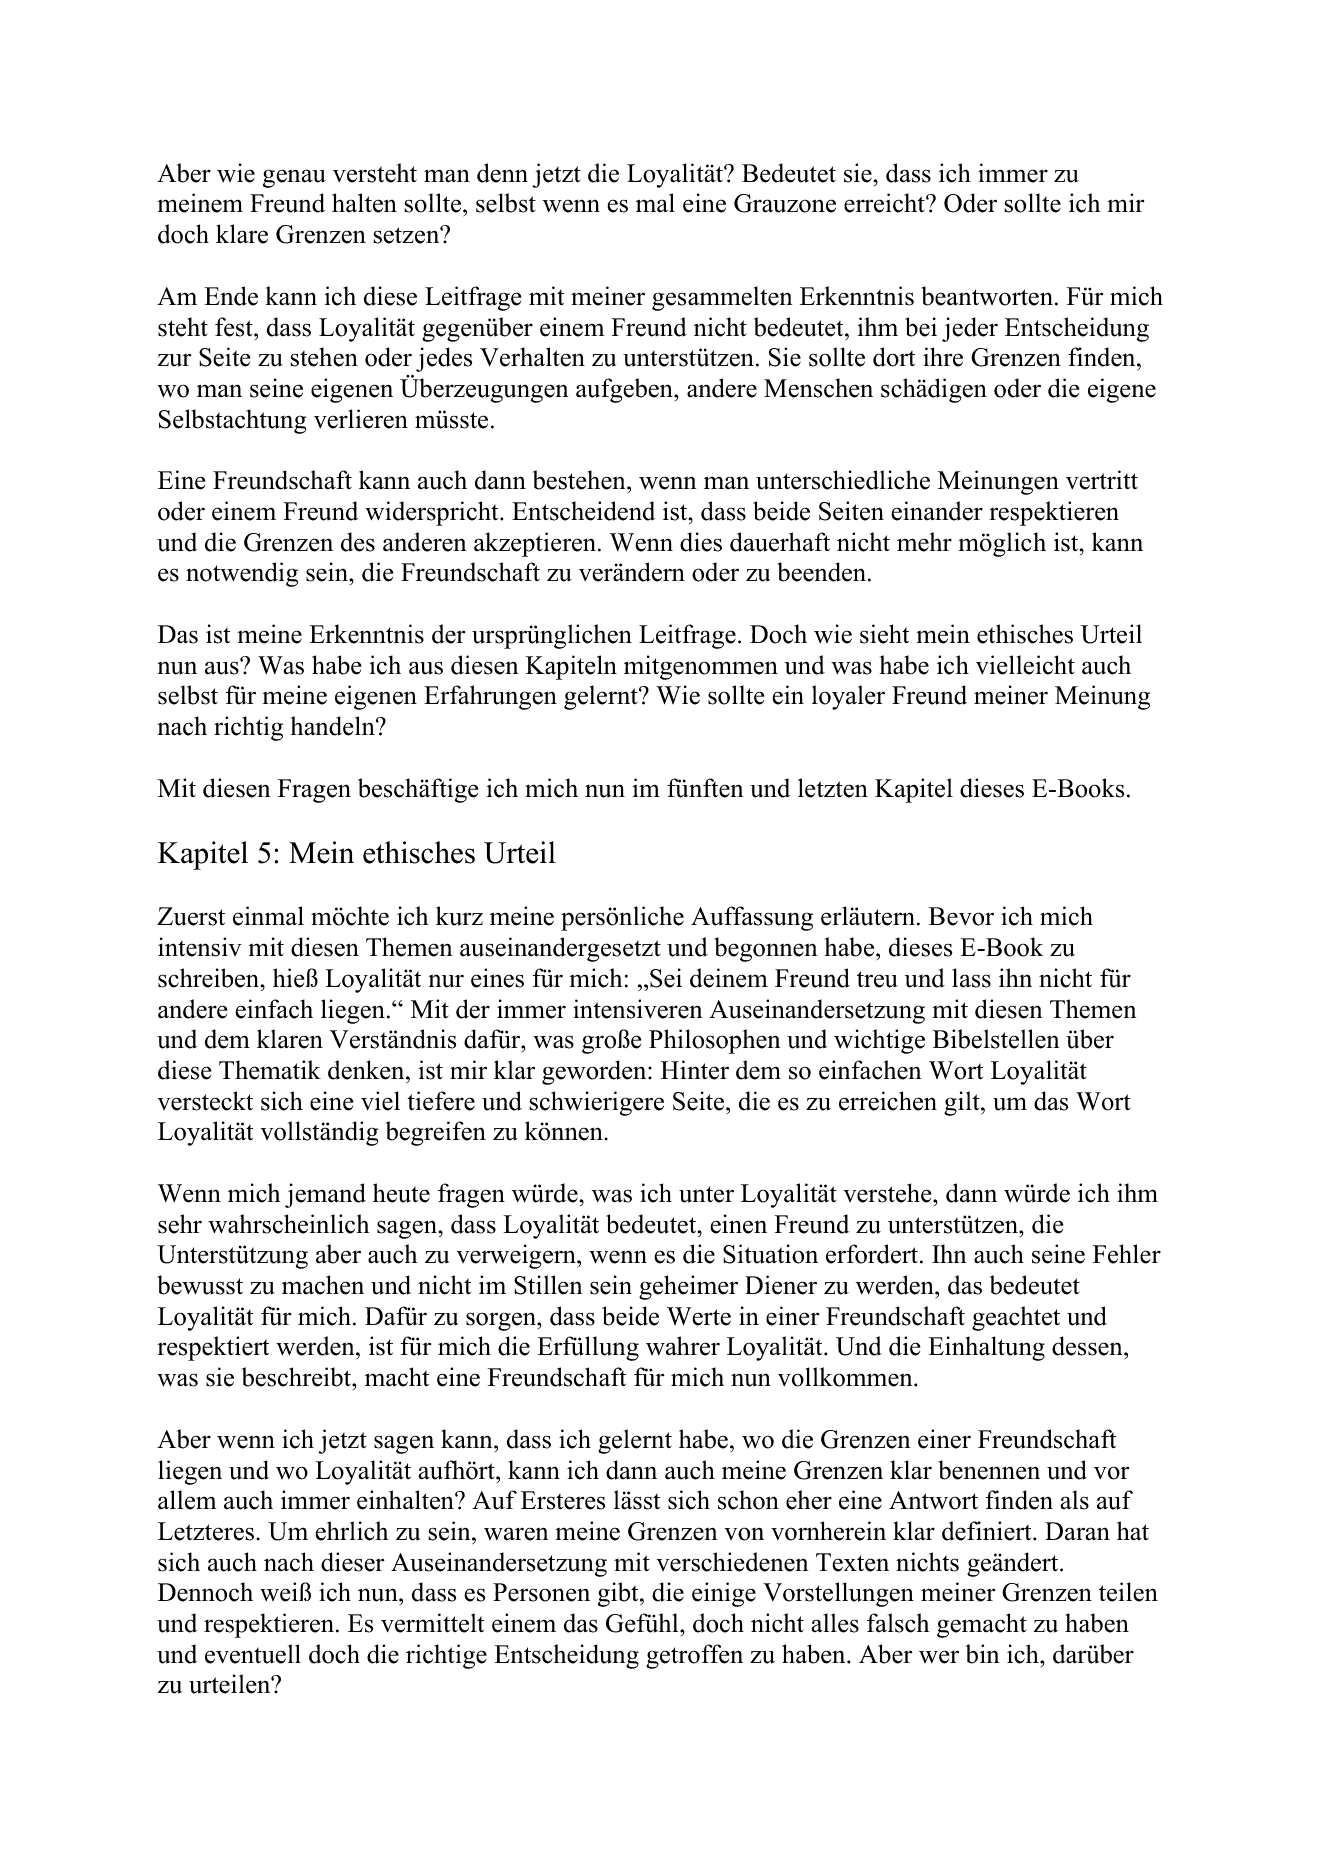 Aber wie genau versteht man denn jetzt die Loyalität? Bedeutet sie, dass ich immer zu
meinem Freund halten sollte, selbst wenn es mal eine Grauzone erreicht? Oder sollte ich mir
doch klare Grenzen setzen?
Am Ende kann ich diese Leitfrage mit meiner gesammelten Erkenntnis beantworten. Für mich
steht fest, dass Loyalität gegenüber einem Freund nicht bedeutet, ihm bei jeder Entscheidung
zur Seite zu stehen oder jedes Verhalten zu unterstützen. Sie sollte dort ihre Grenzen finden,
wo man seine eigenen Überzeugungen aufgeben, andere Menschen schädigen oder die eigene
Selbstachtung verlieren müsste.
Eine Freundschaft kann auch dann bestehen, wenn man unterschiedliche Meinungen vertritt
oder einem Freund widerspricht. Entscheidend ist, dass beide Seiten einander respektieren
und die Grenzen des anderen akzeptieren. Wenn dies dauerhaft nicht mehr möglich ist, kann
es notwendig sein, die Freundschaft zu verändern oder zu beenden.
Das ist meine Erkenntnis der ursprünglichen Leitfrage. Doch wie sieht mein ethisches Urteil
nun aus? Was habe ich aus diesen Kapiteln mitgenommen und was habe ich vielleicht auch
selbst für meine eigenen Erfahrungen gelernt? Wie sollte ein loyaler Freund meiner Meinung
nach richtig handeln?
Mit diesen Fragen beschäftige ich mich nun im fünften und letzten Kapitel dieses E-Books.
Kapitel 5: Mein ethisches Urteil
Zuerst einmal möchte ich kurz meine persönliche Auffassung erläutern. Bevor ich mich
intensiv mit diesen Themen auseinandergesetzt und begonnen habe, dieses E-Book zu
schreiben, hieß Loyalität nur eines für mich: „Sei deinem Freund treu und lass ihn nicht für
andere einfach liegen.“ Mit der immer intensiveren Auseinandersetzung mit diesen Themen
und dem klaren Verständnis dafür, was große Philosophen und wichtige Bibelstellen über
diese Thematik denken, ist mir klar geworden: Hinter dem so einfachen Wort Loyalität
versteckt sich eine viel tiefere und schwierigere Seite, die es zu erreichen gilt, um das Wort
Loyalität vollständig begreifen zu können.
Wenn mich jemand heute fragen würde, was ich unter Loyalität verstehe, dann würde ich ihm
sehr wahrscheinlich sagen, dass Loyalität bedeutet, einen Freund zu unterstützen, die
Unterstützung aber auch zu verweigern, wenn es die Situation erfordert. Ihn auch seine Fehler
bewusst zu machen und nicht im Stillen sein geheimer Diener zu werden, das bedeutet
Loyalität für mich. Dafür zu sorgen, dass beide Werte in einer Freundschaft geachtet und
respektiert werden, ist für mich die Erfüllung wahrer Loyalität. Und die Einhaltung dessen,
was sie beschreibt, macht eine Freundschaft für mich nun vollkommen.
Aber wenn ich jetzt sagen kann, dass ich gelernt habe, wo die Grenzen einer Freundschaft
liegen und wo Loyalität aufhört, kann ich dann auch meine Grenzen klar benennen und vor
allem auch immer einhalten? Auf Ersteres lässt sich schon eher eine Antwort finden als auf
Letzteres. Um ehrlich zu sein, waren meine Grenzen von vornherein klar definiert. Daran hat
sich auch nach dieser Auseinandersetzung mit verschiedenen Texten nichts geändert.
Dennoch weiß ich nun, dass es Personen gibt, die einige Vorstellungen meiner Grenzen teilen
und respektieren. Es vermittelt einem das Gefühl, doch nicht alles falsch gemacht zu haben
und eventuell doch die richtige Entscheidung getroffen zu haben. Aber wer bin ich, darüber
zu urteilen?